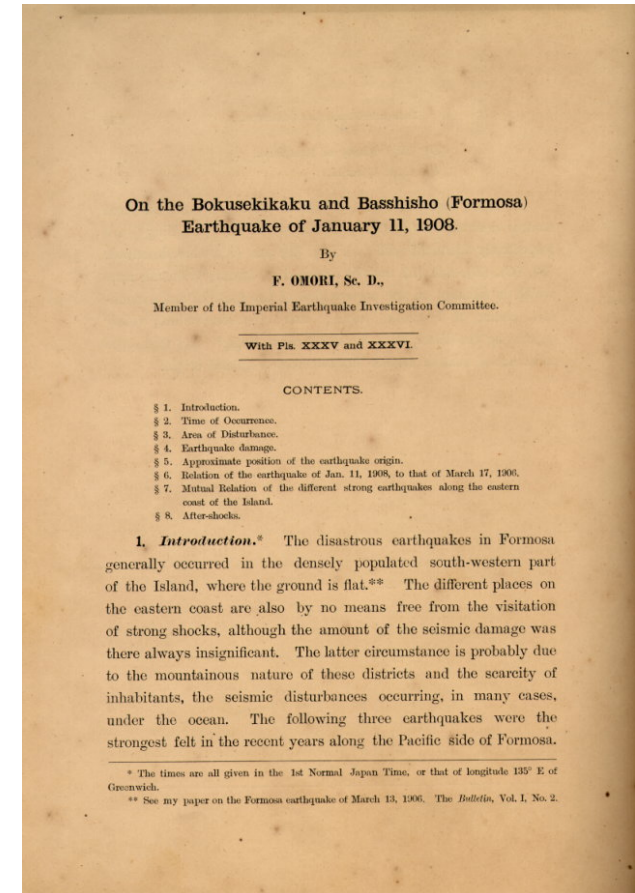 On the Bokusekikaku and Basshisho (Formosa)
Earthquake of January 11, 1908.
By
F. OMORI, Sc. D.,
Member of the Imperial Earthquake Investigation Committee.
With Pls. XXXV and XXXVI.
CONTENTS.
§ 1. Introduction.
§ 2. Time of Occurrence.
§ 3. Area of Disturbance.
§ 4. Earthquake damage.
§ 5. Approximate position of the earthquake origin.
§ 6. Relation of the earthquake of Jan. 11, 1908, to that of March 17, 1906.
§ 7. Mutual Relation of the different strong earthquakes along the eastern
coast of the Island.
§ 8. After-shocks.
1. Introduction.* The disastrous earthquakes in Formosa
generally occurred in the densely populated south-western part
of the Island, where the ground is flat.** The different places on
the eastern coast are also by no means free from the visitation
of strong shocks, although the amount of the seismic damage was
there always insignificant. The latter circumstance is probably due
to the mountainous nature of these districts and the scarcity of
inhabitants, the seismic disturbances occurring, in many cases,
under the ocean. The following three earthquakes were the
strongest felt in the recent years along the Pacific side of Formosa.
* The times are all given in the 1st Normal Japan Time, or that of longitude 135° E of
Greenwich.
** See my paper on the Formosa earthquake of March 13, 1906. The Bulletin, Vol. I, No. 2.